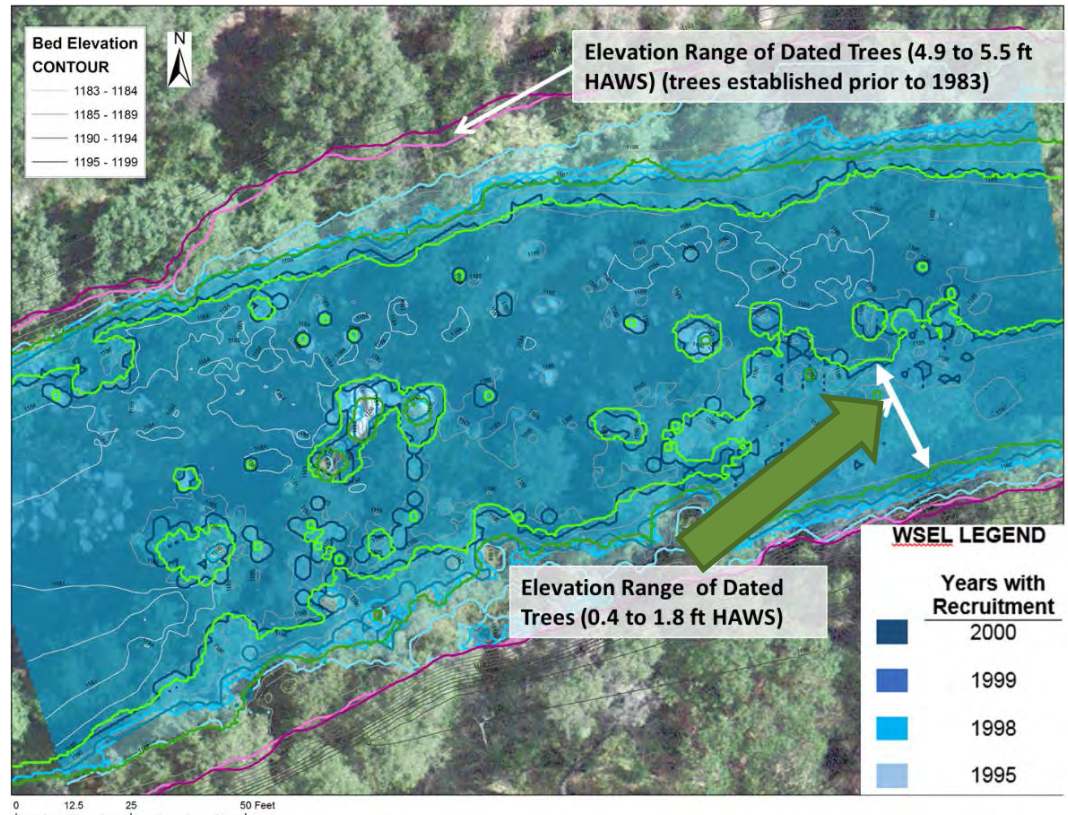 Bed Elevation
CONTOUR
1183 - 1184
1185 - 1189
1190 - 1194
1195 - 1199
N
Elevation Range of Dated Trees (4.9 to 5.5 ft
HAWS) (trees established prior to 1983)
Elevation Range of Dated
Trees (0.4 to 1.8 ft HAWS)
WSEL LEGEND
Years with
Recruitment
2000
1999
1998
1995
0 12.5 25 50 Feet